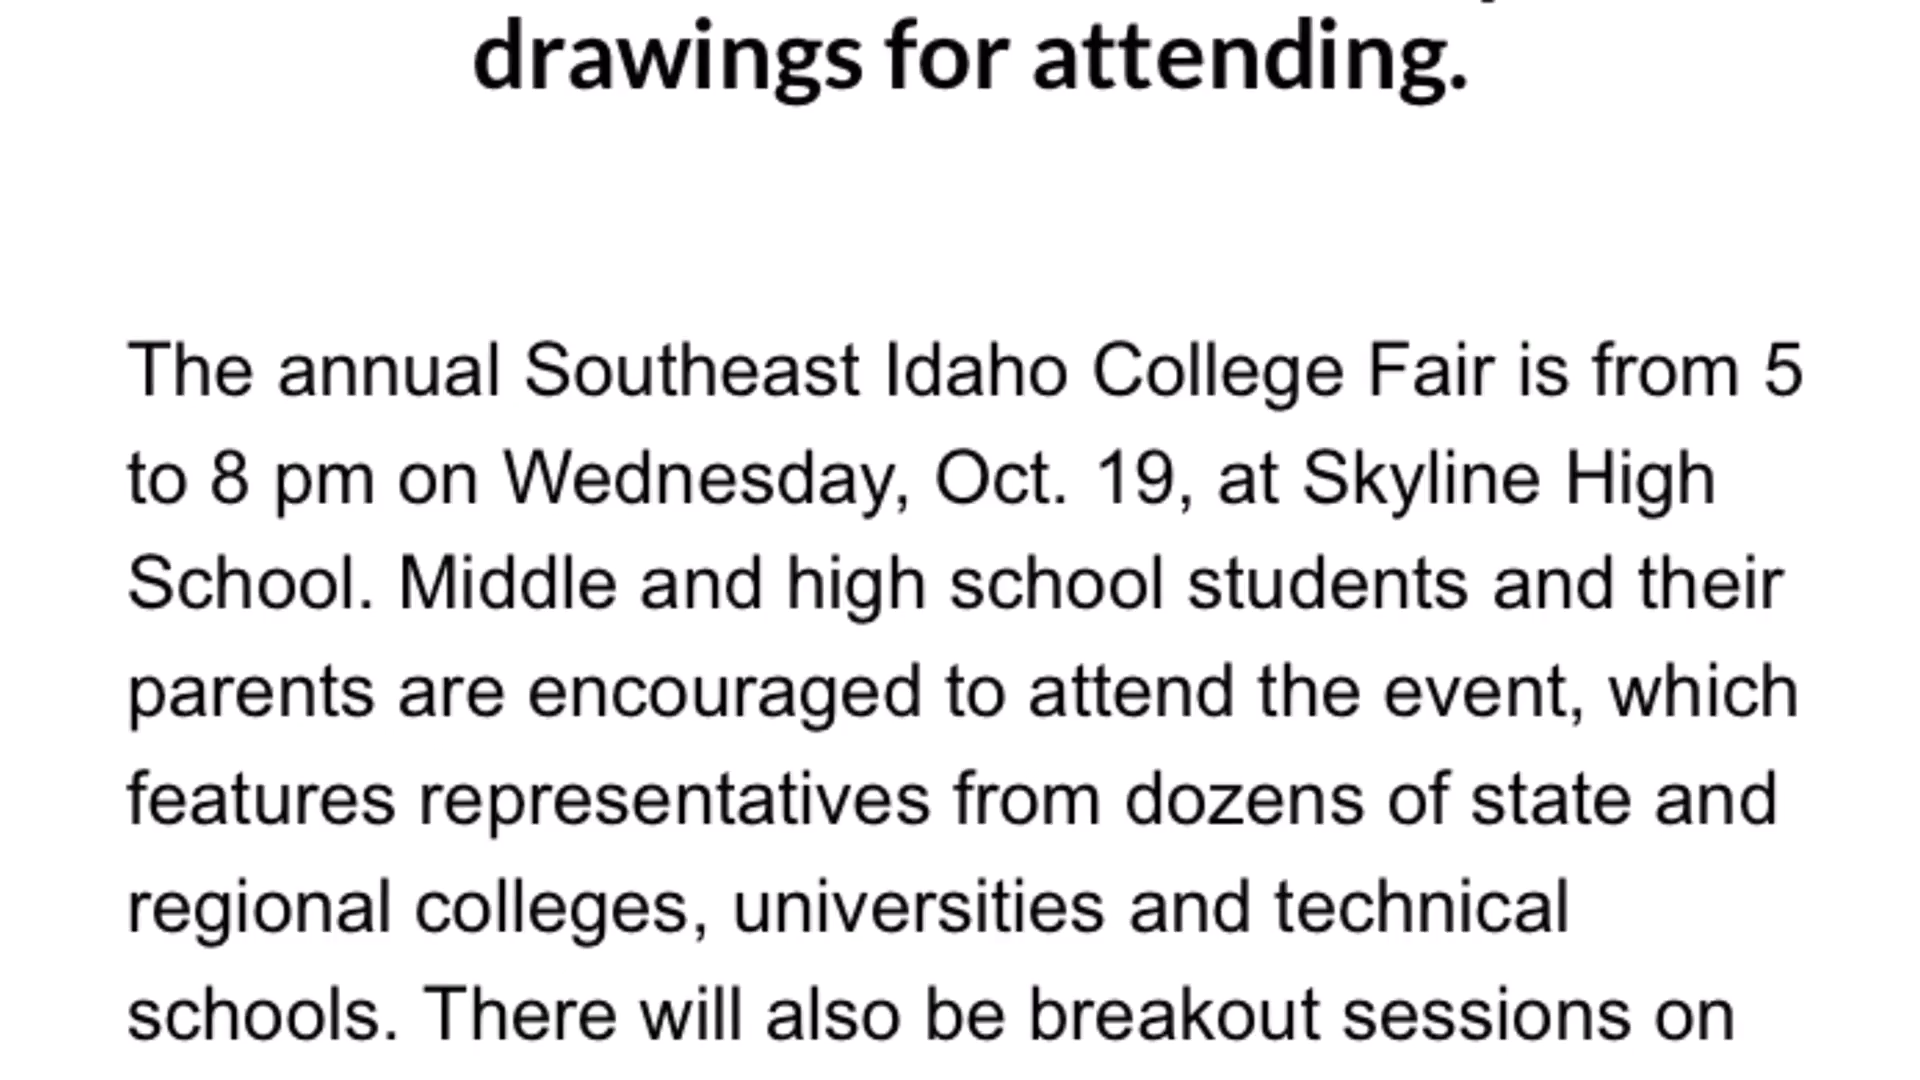 drawings for attending.
The annual Southeast Idaho College Fair is from 5
to 8 pm on Wednesday, Oct. 19, at Skyline High
School. Middle and high school students and their
parents are encouraged to attend the event, which
features representatives from dozens of state and
regional colleges, universities and technical
schools. There will also be breakout sessions on